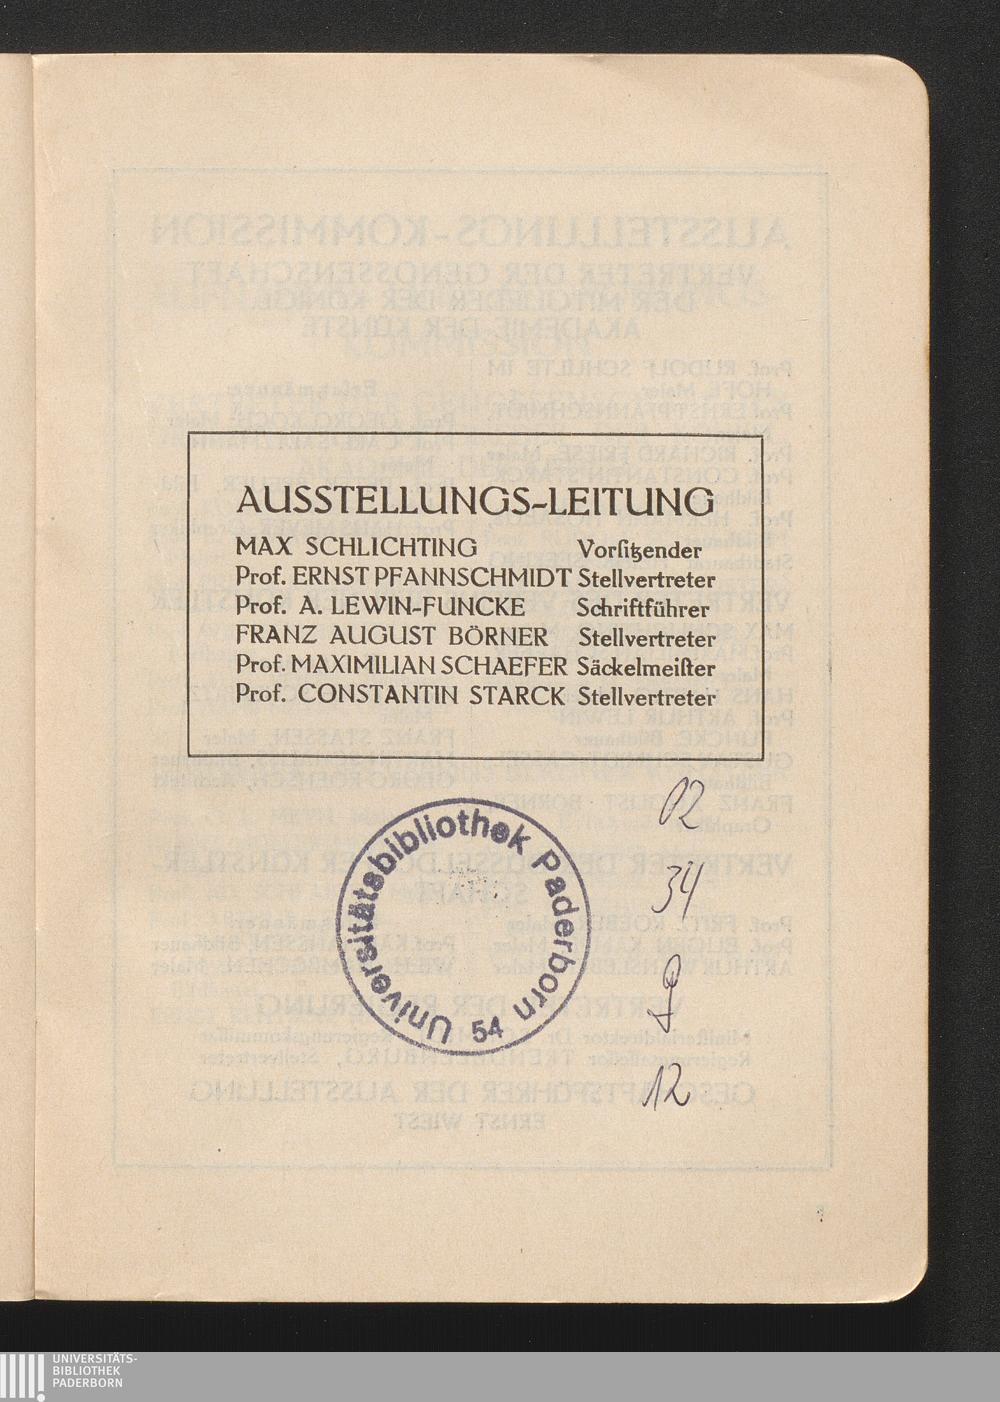 AUSSTELLUNGS-LEITUNG
MAX SCHLICHTING Vorſitzender
Prof. ERNST PFANNSCHMIDT Stellvertreter
Prof. A. LEWIN-FUNCKE Schriftführer
FRANZ AUGUST BÖRNER Stellvertreter
Prof. MAXIMILIAN SCHAEFER Säckelmeiſter
Prof. CONSTANTIN STARCK Stellvertreter
Universitätsbibliothek Paderborn
54
02
34
12
UNIVERSITÄTS-
BIBLIOTHEK
PADERBORN